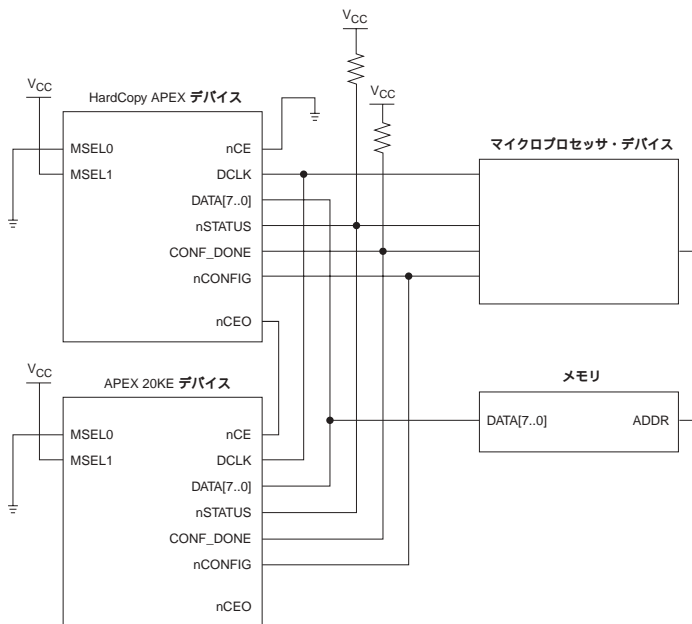 VCC
VCC
VCC
HardCopy APEX デバイス
MSEL0
MSEL1
nCE
DCLK
DATA[7..0]
nSTATUS
CONF_DONE
nCONFIG
nCEO
マイクロプロセッサ・デバイス
VCC
APEX 20KE デバイス
MSEL0
MSEL1
nCE
DCLK
DATA[7..0]
nSTATUS
CONF_DONE
nCONFIG
nCEO
メモリ
DATA[7..0]
ADDR